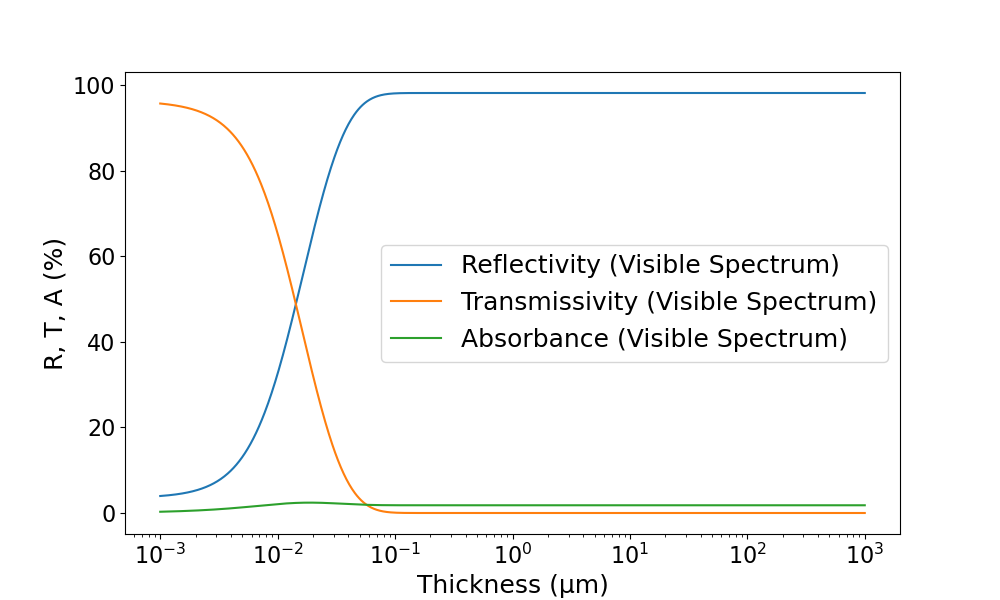 100
80
60
40
20
0
R, T, A (%)
Reflectivity (Visible Spectrum)
Transmissivity (Visible Spectrum)
Absorbance (Visible Spectrum)
10⁻³ 10⁻² 10⁻¹ 10⁰ 10¹ 10² 10³
Thickness (μm)